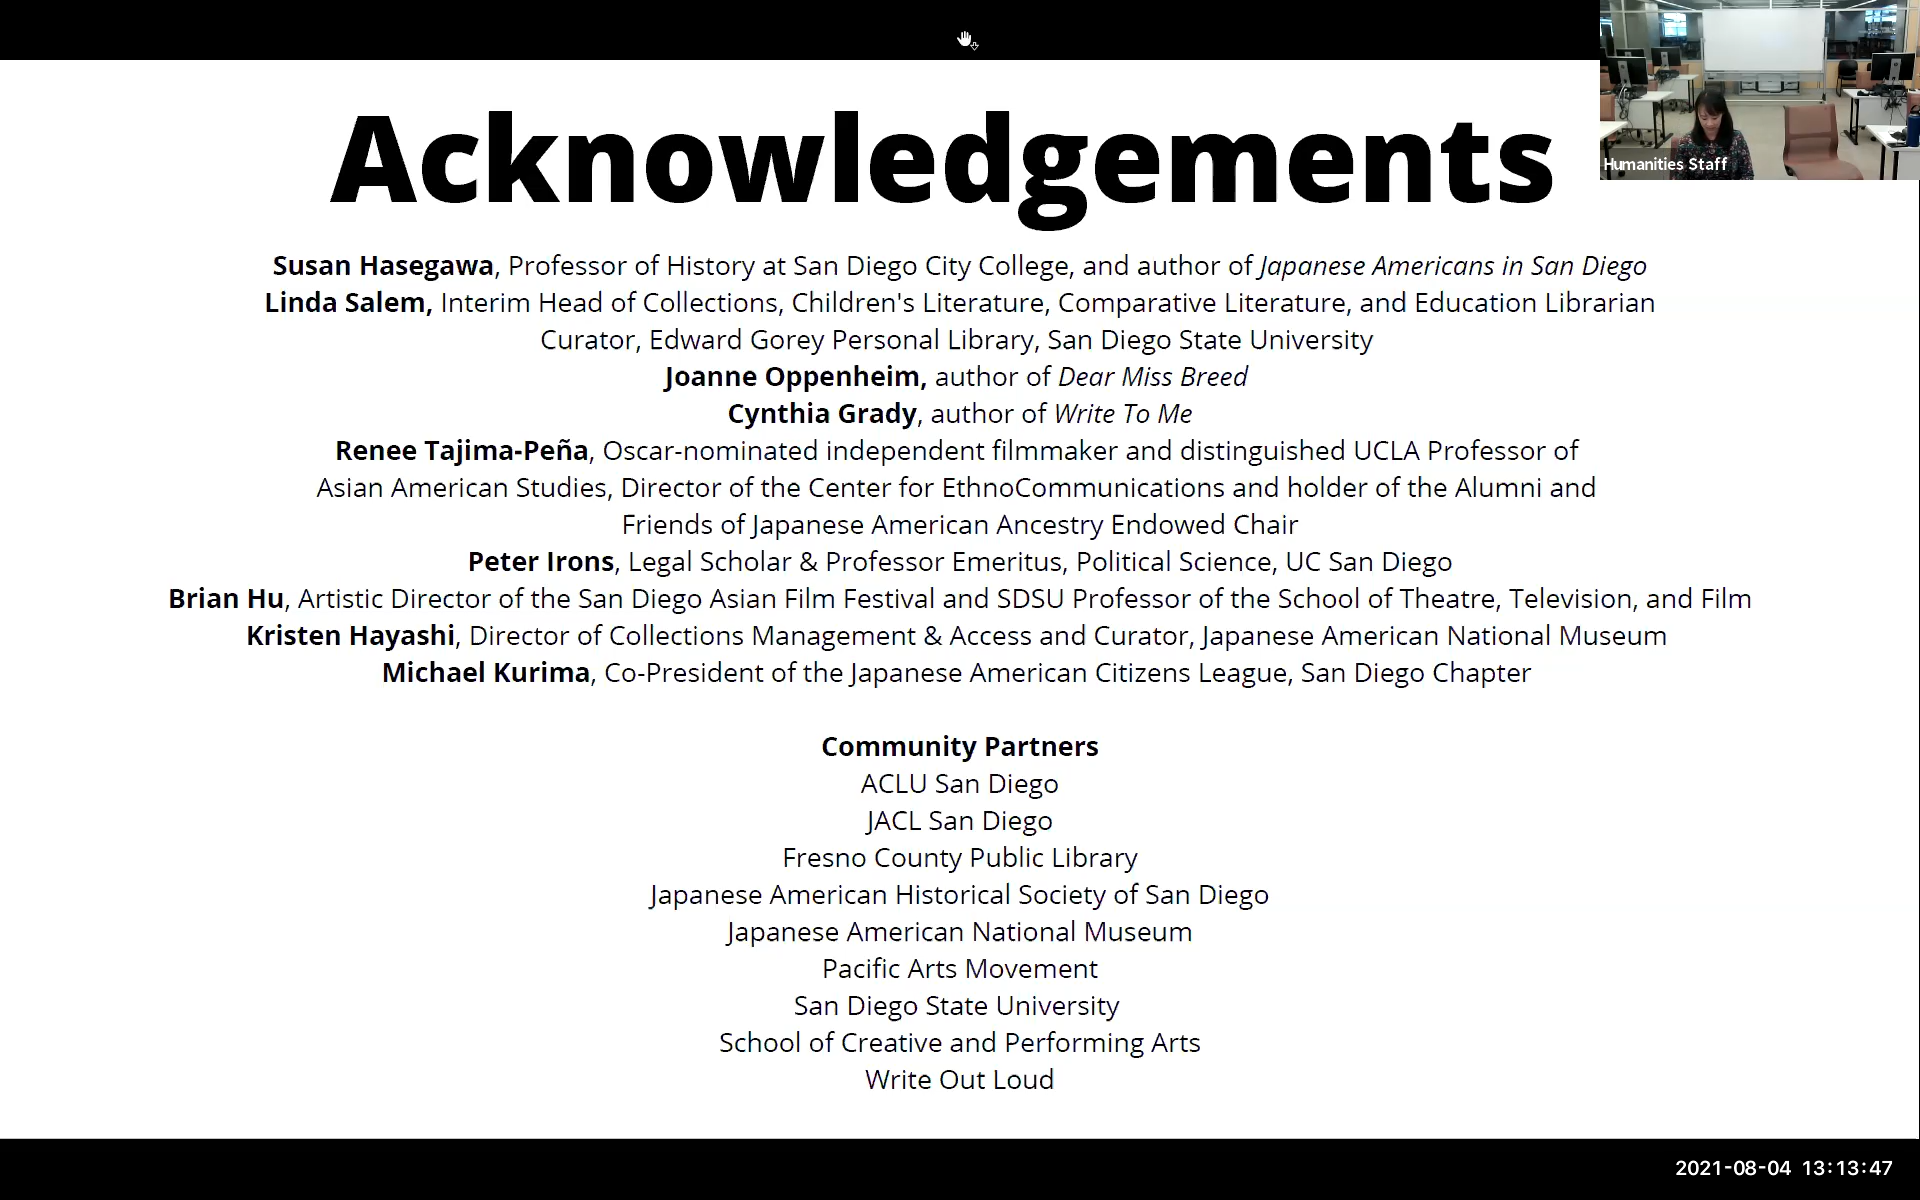 Acknowledgements
Humanities Staff
Susan Hasegawa, Professor of History at San Diego City College, and author of Japanese Americans in San Diego
Linda Salem, Interim Head of Collections, Children's Literature, Comparative Literature, and Education Librarian
Curator, Edward Gorey Personal Library, San Diego State University
Joanne Oppenheim, author of Dear Miss Breed
Cynthia Grady, author of Write To Me
Renee Tajima-Peña, Oscar-nominated independent filmmaker and distinguished UCLA Professor of
Asian American Studies, Director of the Center for EthnoCommunications and holder of the Alumni and
Friends of Japanese American Ancestry Endowed Chair
Peter Irons, Legal Scholar & Professor Emeritus, Political Science, UC San Diego
Brian Hu, Artistic Director of the San Diego Asian Film Festival and SDSU Professor of the School of Theatre, Television, and Film
Kristen Hayashi, Director of Collections Management & Access and Curator, Japanese American National Museum
Michael Kurima, Co-President of the Japanese American Citizens League, San Diego Chapter
Community Partners
ACLU San Diego
JACL San Diego
Fresno County Public Library
Japanese American Historical Society of San Diego
Japanese American National Museum
Pacific Arts Movement
San Diego State University
School of Creative and Performing Arts
Write Out Loud
2021-08-04 13:13:47